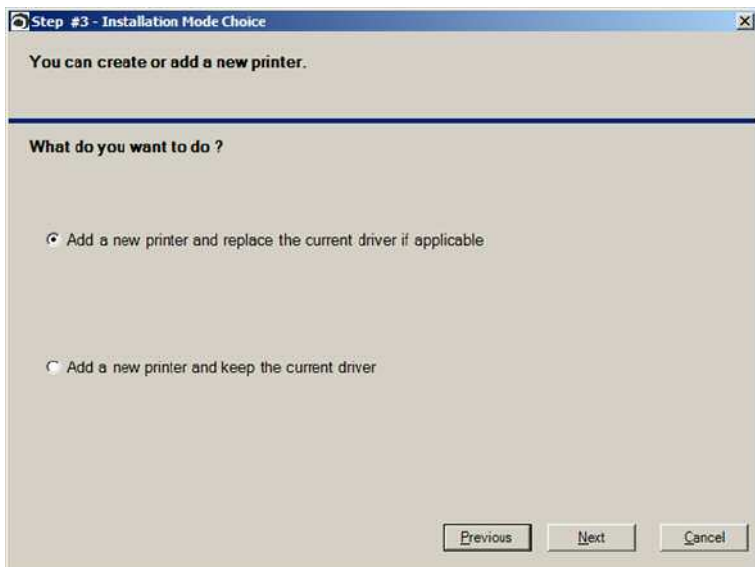 Step #3 - Installation Mode Choice
You can create or add a new printer.
What do you want to do ?
Add a new printer and replace the current driver if applicable
Add a new printer and keep the current driver
Previous
Next
Cancel